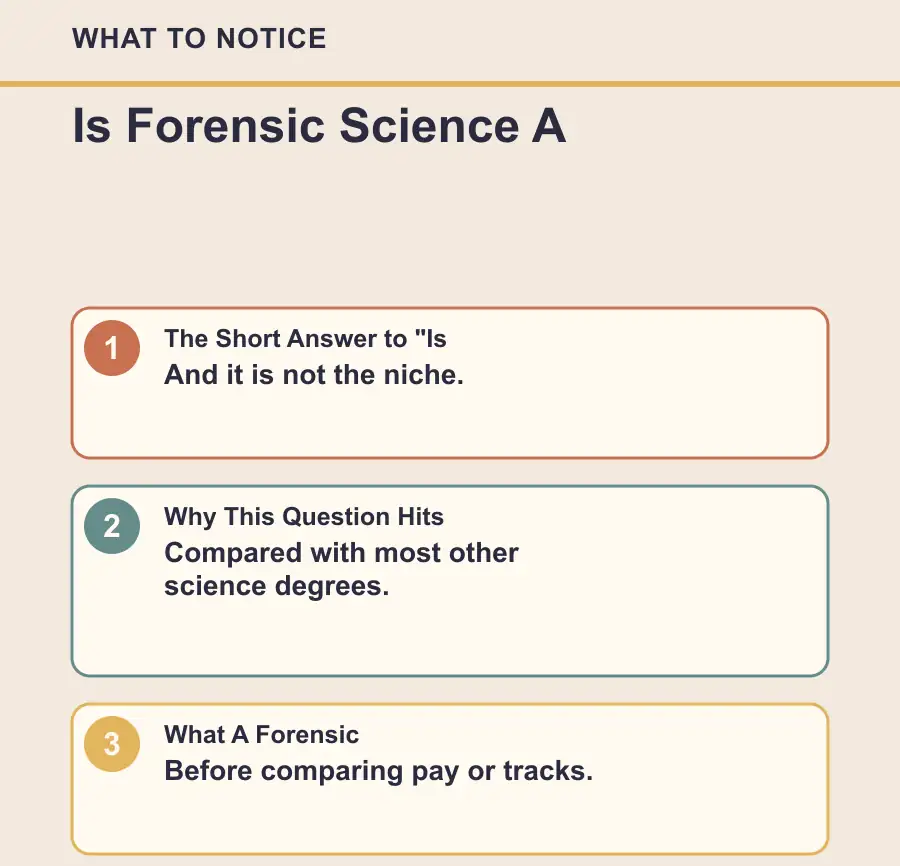 WHAT TO NOTICE
Is Forensic Science A
1
The Short Answer to "Is
And it is not the niche.
2
Why This Question Hits
Compared with most other
science degrees.
3
What A Forensic
Before comparing pay or tracks.